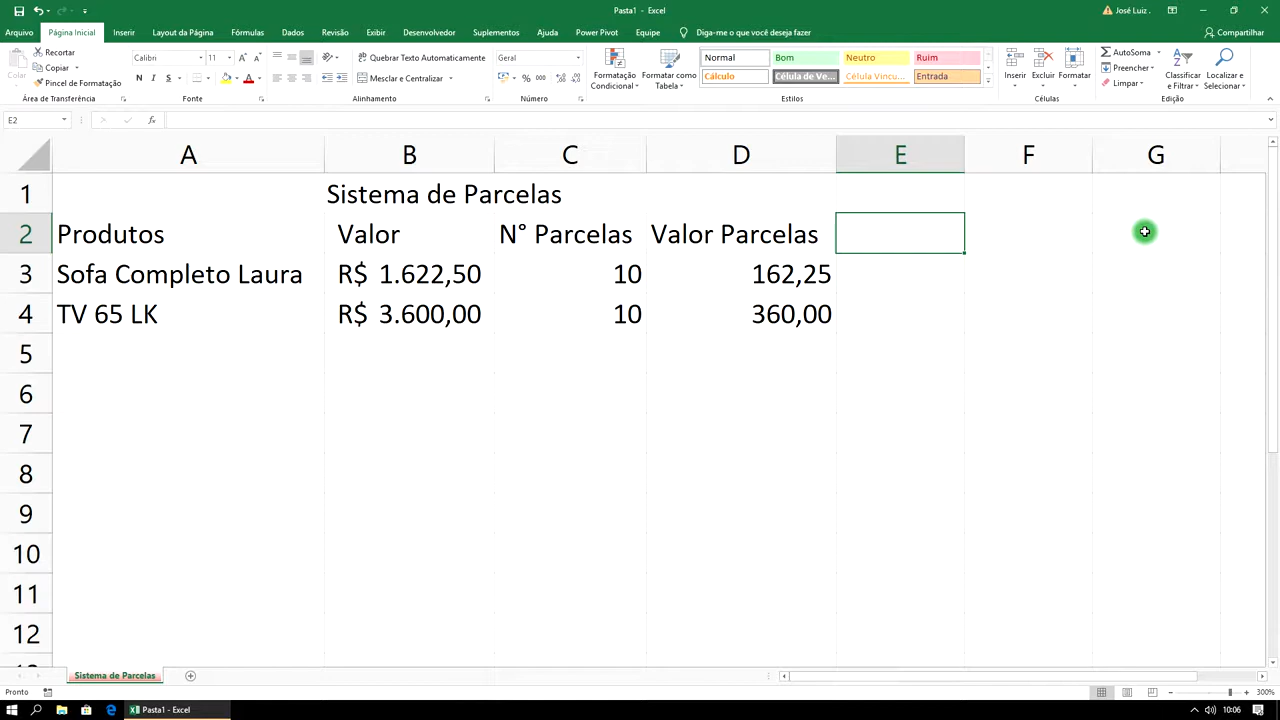 Pasta1 - Excel
José Luiz .
Arquivo Página Inicial Inserir Layout da Página Fórmulas Dados Revisão Exibir Desenvolvedor Suplementos Ajuda Power Pivot Equipe Diga-me o que você deseja fazer Compartilhar
Colar
Recortar
Copiar
Pincel de Formatação
Área de Transferência
Calibri 11
N I S
Fonte
Quebrar Texto Automaticamente
Mesclar e Centralizar
Alinhamento
Geral
% 000
Número
Formatação Condicional
Formatar como Tabela
Normal Bom Neutro Ruim
Cálculo Célula de Ve... Célula Vincu... Entrada
Estilos
Inserir Excluir Formatar
Células
AutoSoma
Preencher
Limpar
Classificar e Filtrar
Localizar e Selecionar
Edição
E2 fx
A B C D E F G
1 Sistema de Parcelas
2 Produtos Valor N° Parcelas Valor Parcelas
3 Sofa Completo Laura R$ 1.622,50 10 162,25
4 TV 65 LK R$ 3.600,00 10 360,00
5
6
7
8
9
10
11
12
Sistema de Parcelas
Pronto 300%
Pasta1 - Excel 10:06